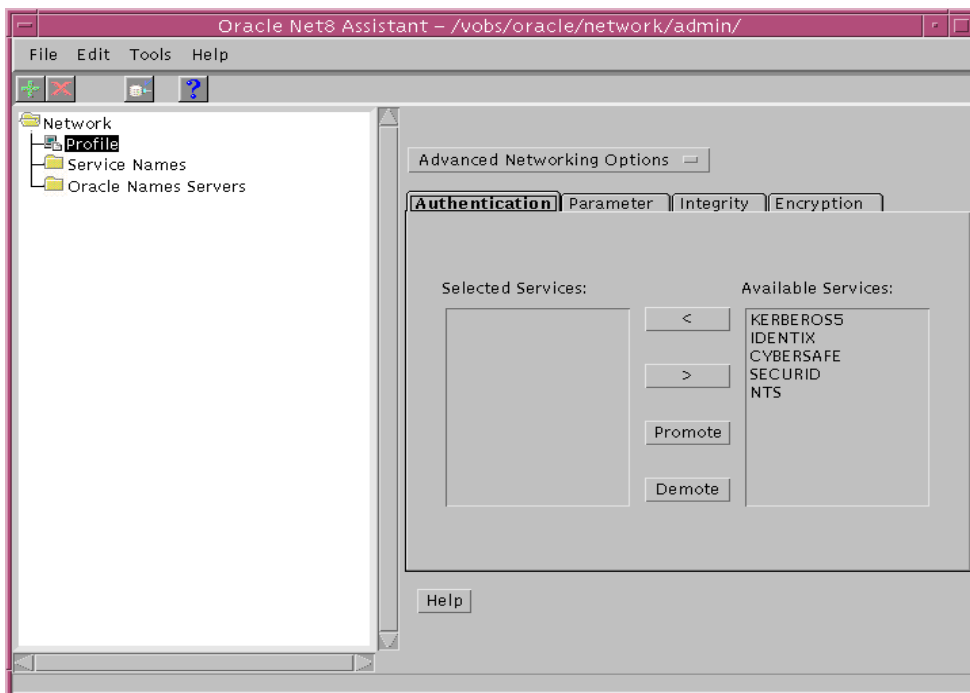 Oracle Net8 Assistant – /vobs/oracle/network/admin/
File Edit Tools Help
Network
Profile
Service Names
Oracle Names Servers
Advanced Networking Options
Authentication Parameter Integrity Encryption
Selected Services: Available Services:
<
>
Promote
Demote
KERBEROS5
IDENTIX
CYBERSAFE
SECURID
NTS
Help